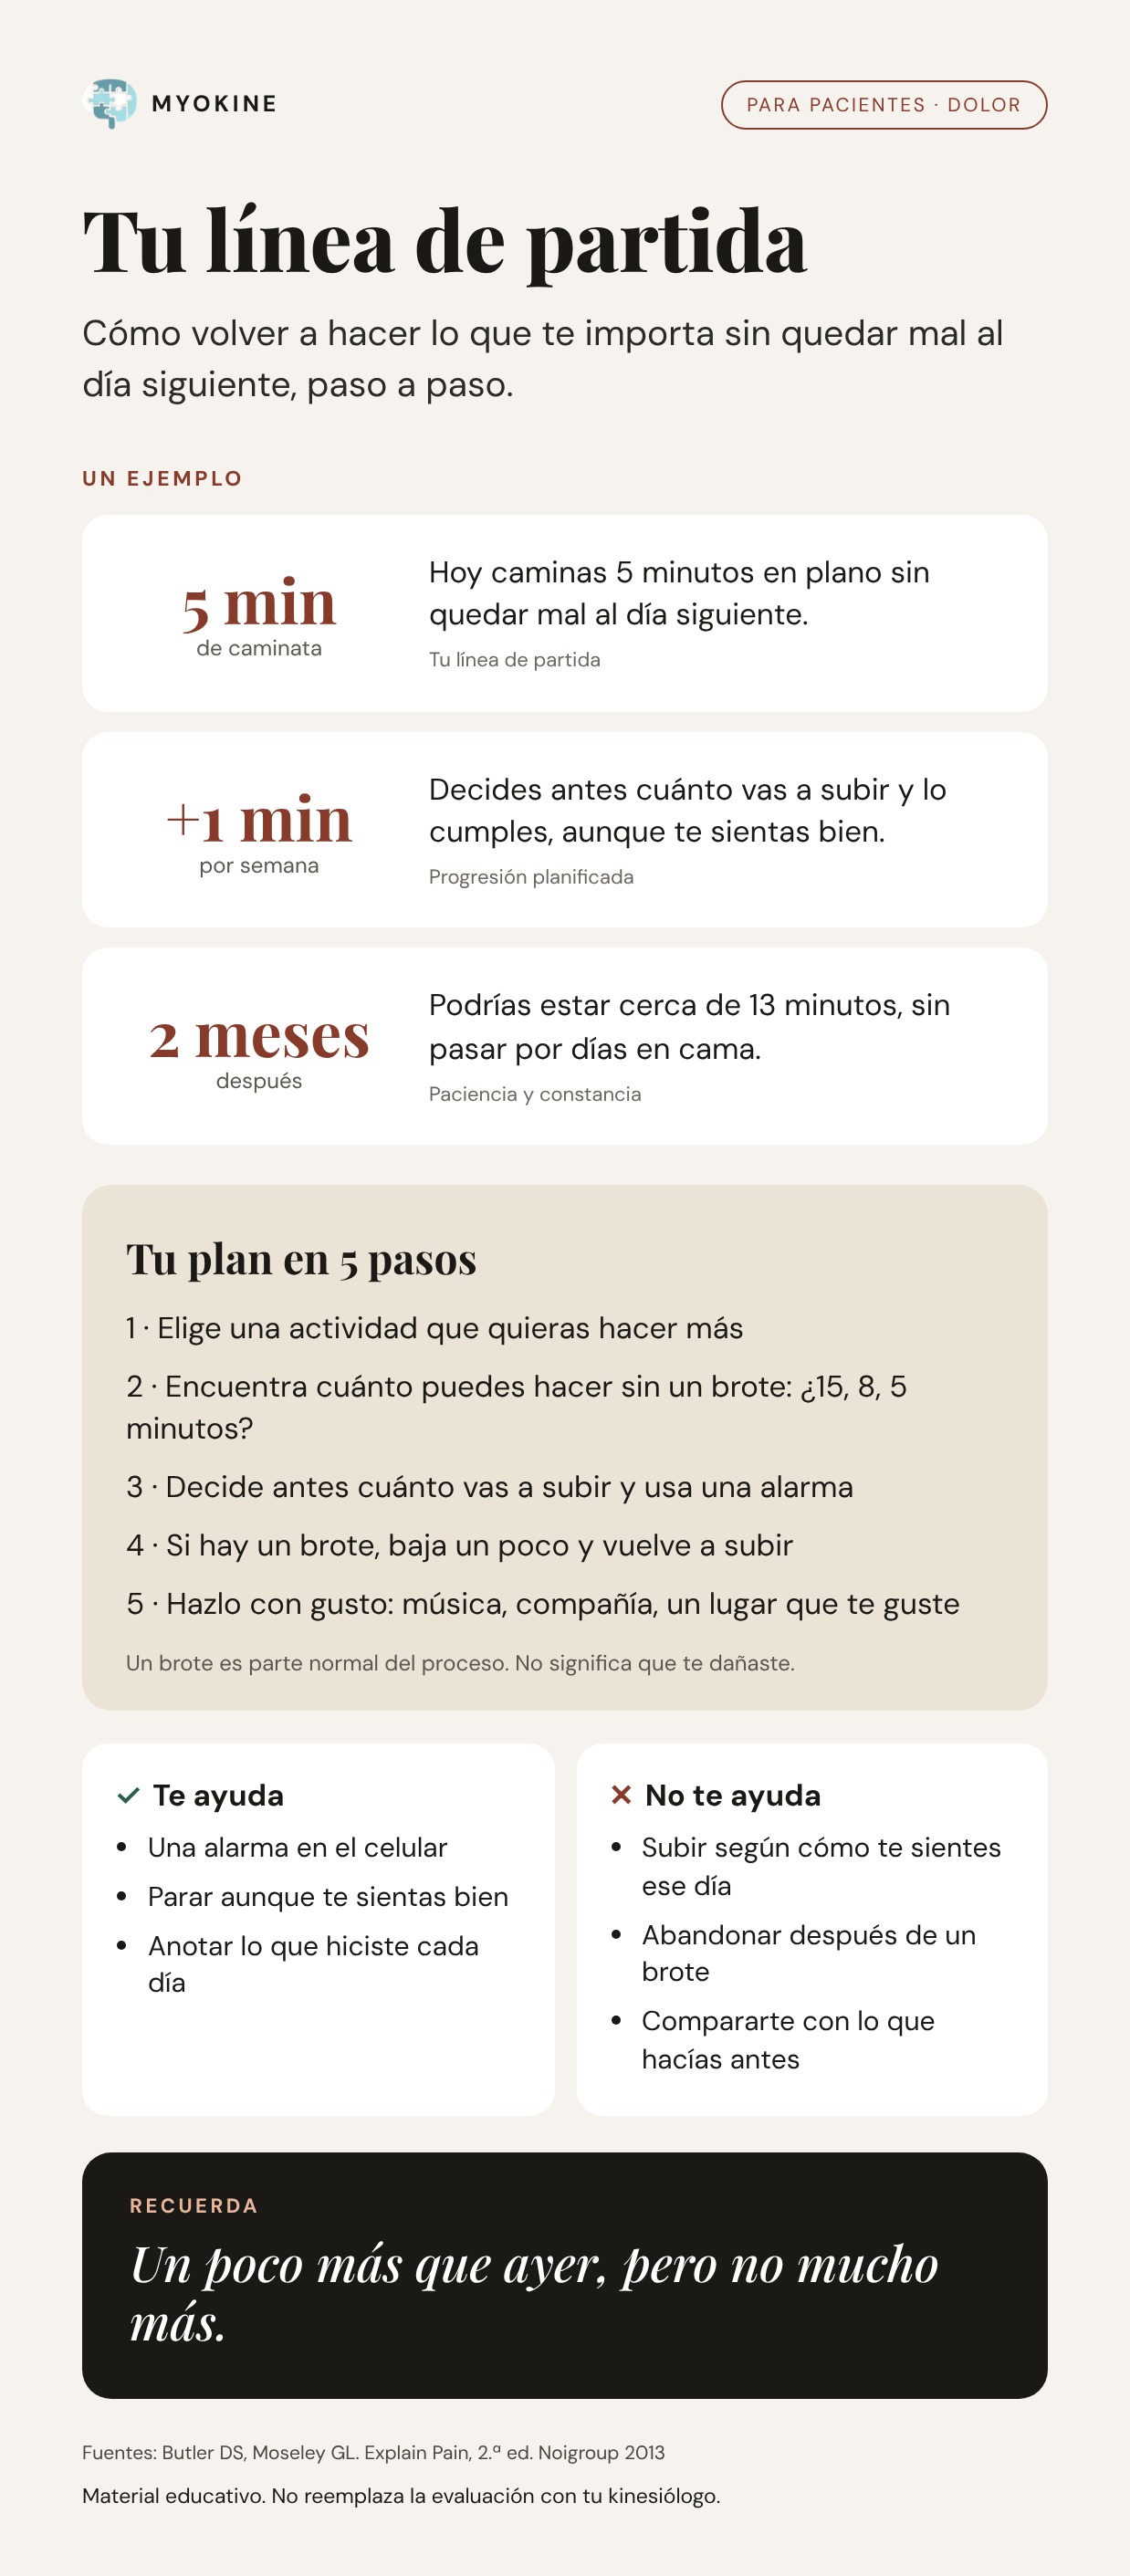 MYOKINE
PARA PACIENTES · DOLOR
Tu línea de partida
Cómo volver a hacer lo que te importa sin quedar mal al
día siguiente, paso a paso.
UN EJEMPLO
5 min
de caminata
Hoy caminas 5 minutos en plano sin
quedar mal al día siguiente.
Tu línea de partida
+1 min
por semana
Decides antes cuánto vas a subir y lo
cumples, aunque te sientas bien.
Progresión planificada
2 meses
después
Podrías estar cerca de 13 minutos, sin
pasar por días en cama.
Paciencia y constancia
Tu plan en 5 pasos
1 · Elige una actividad que quieras hacer más
2 · Encuentra cuánto puedes hacer sin un brote: ¿15, 8, 5
minutos?
3 · Decide antes cuánto vas a subir y usa una alarma
4 · Si hay un brote, baja un poco y vuelve a subir
5 · Hazlo con gusto: música, compañía, un lugar que te guste
Un brote es parte normal del proceso. No significa que te dañaste.
✓ Te ayuda
• Una alarma en el celular
• Parar aunque te sientas bien
• Anotar lo que hiciste cada
día
✕ No te ayuda
• Subir según cómo te sientes
ese día
• Abandonar después de un
brote
• Compararte con lo que
hacías antes
RECUERDA
Un poco más que ayer, pero no mucho
más.
Fuentes: Butler DS, Moseley GL. Explain Pain, 2.ª ed. Noigroup 2013
Material educativo. No reemplaza la evaluación con tu kinesiólogo.